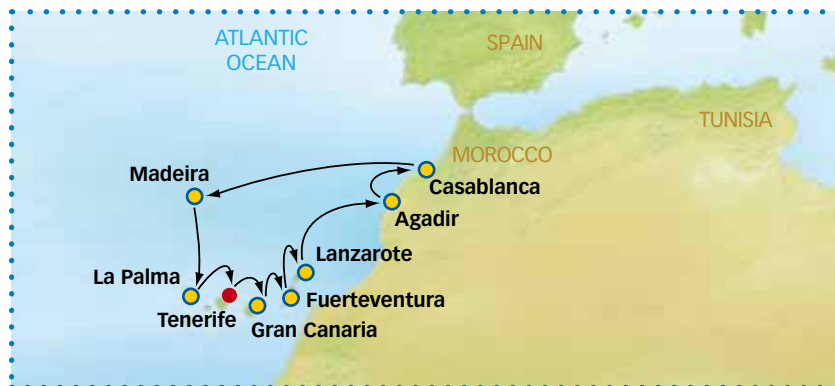 ATLANTIC
OCEAN
SPAIN
TUNISIA
MOROCCO
Madeira
Casablanca
Agadir
Lanzarote
La Palma
Fuerteventura
Tenerife
Gran Canaria